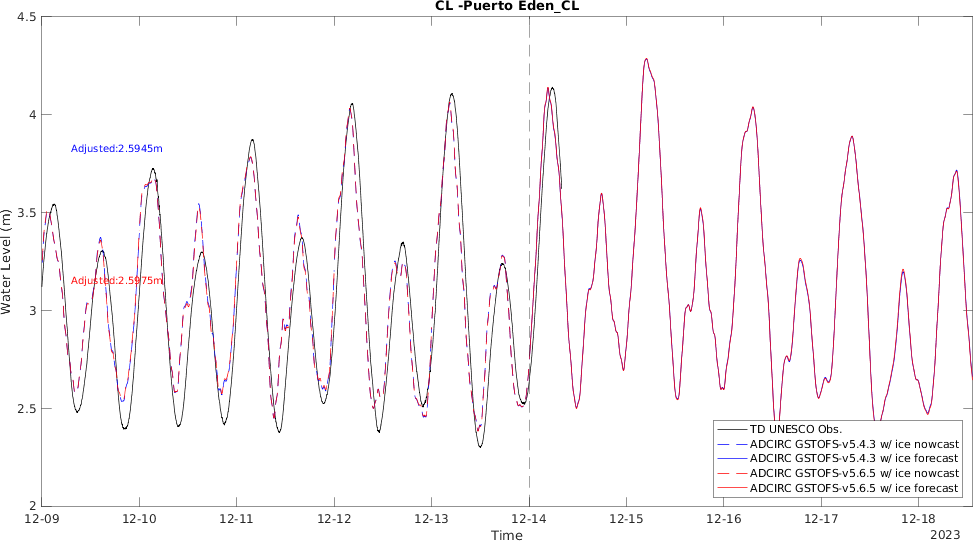 CL -Puerto Eden_CL
4.5
4
3.5
3
2.5
2
Water Level (m)
Adjusted:2.5945m
Adjusted:2.5975m
TD UNESCO Obs.
ADCIRC GSTOFS-v5.4.3 w/ ice nowcast
ADCIRC GSTOFS-v5.4.3 w/ ice forecast
ADCIRC GSTOFS-v5.6.5 w/ ice nowcast
ADCIRC GSTOFS-v5.6.5 w/ ice forecast
12-09 12-10 12-11 12-12 12-13 12-14 12-15 12-16 12-17 12-18
Time
2023